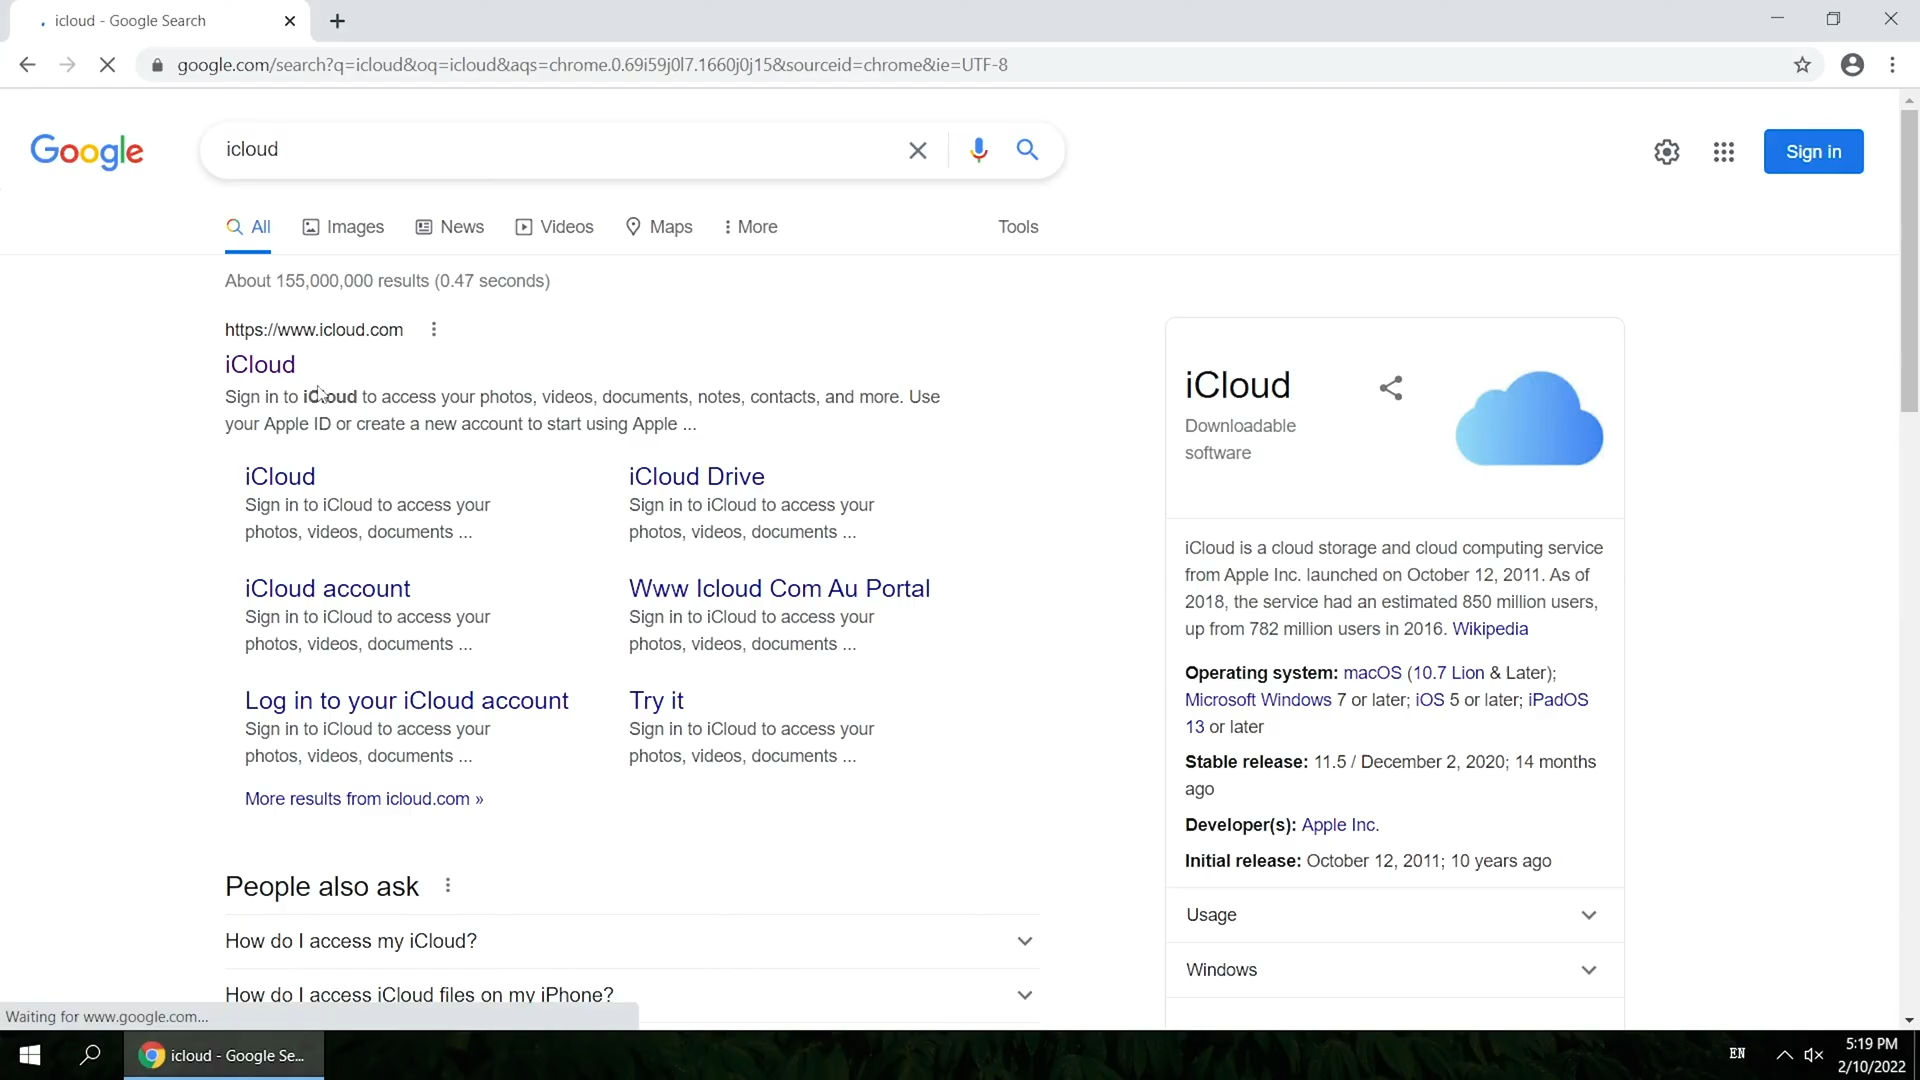 icloud - Google Search
google.com/search?q=icloud&oq=icloud&aqs=chrome.0.69i59j0l7.1660j0j15&sourceid=chrome&ie=UTF-8
Google
icloud
Sign in
All
Images
News
Videos
Maps
More
Tools
About 155,000,000 results (0.47 seconds)
https://www.icloud.com
iCloud
Sign in to iCloud to access your photos, videos, documents, notes, contacts, and more. Use
your Apple ID or create a new account to start using Apple ...
iCloud
Sign in to iCloud to access your
photos, videos, documents ...
iCloud Drive
Sign in to iCloud to access your
photos, videos, documents ...
iCloud account
Sign in to iCloud to access your
photos, videos, documents ...
Www Icloud Com Au Portal
Sign in to iCloud to access your
photos, videos, documents ...
Log in to your iCloud account
Sign in to iCloud to access your
photos, videos, documents ...
Try it
Sign in to iCloud to access your
photos, videos, documents ...
More results from icloud.com »
People also ask
How do I access my iCloud?
How do I access iCloud files on my iPhone?
iCloud
Downloadable
software
iCloud is a cloud storage and cloud computing service
from Apple Inc. launched on October 12, 2011. As of
2018, the service had an estimated 850 million users,
up from 782 million users in 2016. Wikipedia
Operating system: macOS (10.7 Lion & Later);
Microsoft Windows 7 or later; iOS 5 or later; iPadOS
13 or later
Stable release: 11.5 / December 2, 2020; 14 months
ago
Developer(s): Apple Inc.
Initial release: October 12, 2011; 10 years ago
Usage
Windows
Waiting for www.google.com...
icloud - Google Se...
EN
5:19 PM
2/10/2022